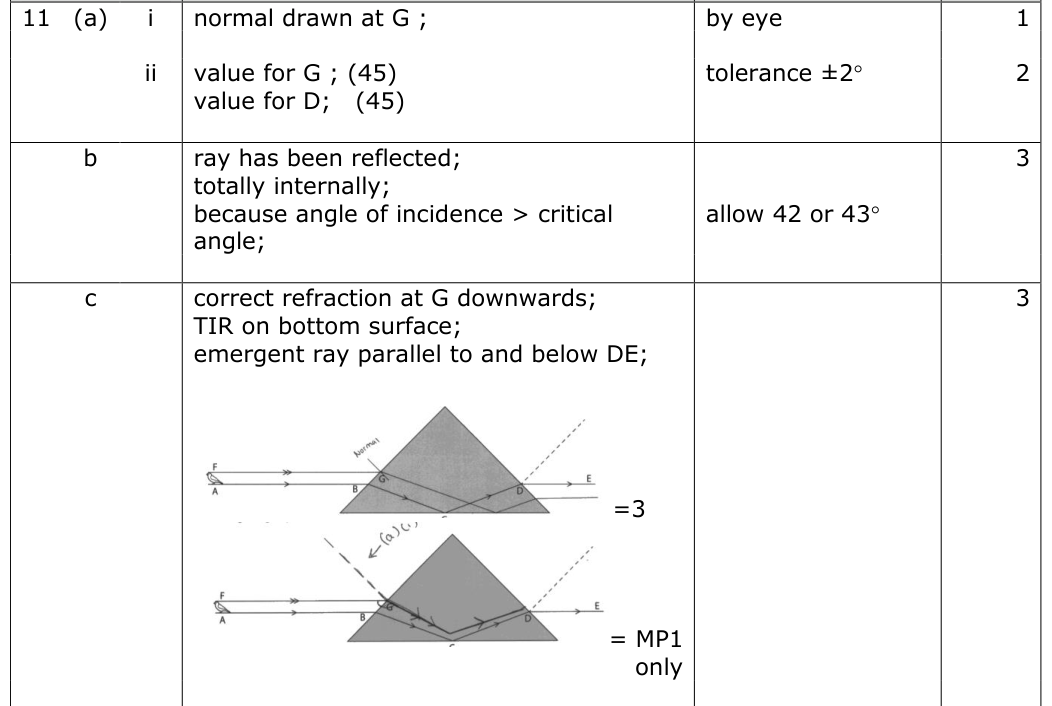 11 (a) i normal drawn at G ; by eye 1
ii value for G ; (45) tolerance ±2° 2
value for D; (45)
b ray has been reflected; 3
totally internally;
because angle of incidence > critical allow 42 or 43°
angle;
c correct refraction at G downwards; 3
TIR on bottom surface;
emergent ray parallel to and below DE;
Normal
F
G
E
A
B
D
=3
(a)(i)
F
G
E
A
B
D
= MP1
only